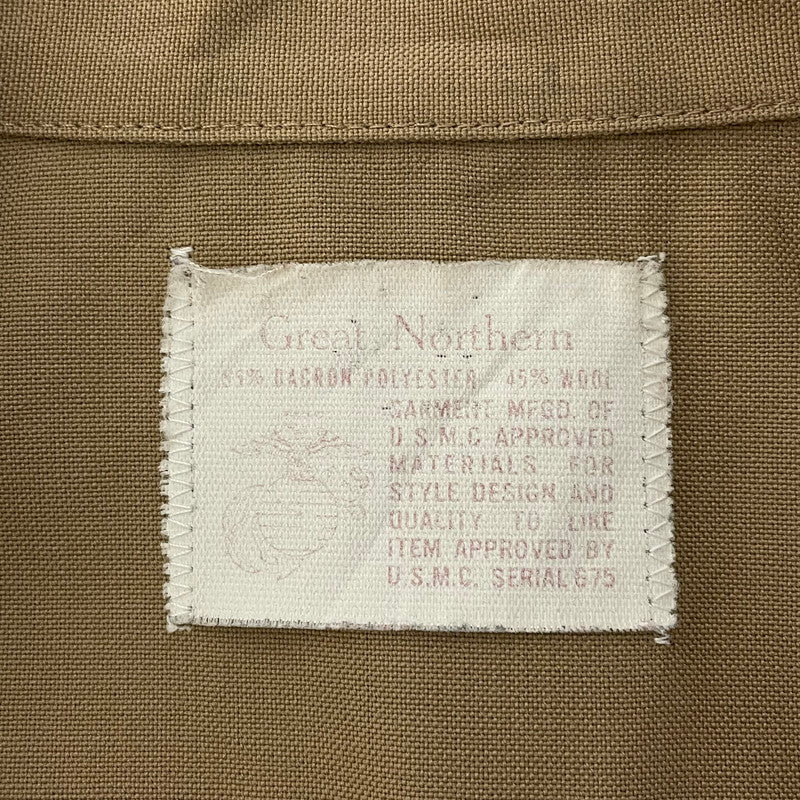 Great Northern
55% DACRON POLYESTER 45% WOOL
GARMENT MFGD. OF
U.S.M.C APPROVED
MATERIALS FOR
STYLE DESIGN AND
QUALITY TO LIKE
ITEM APPROVED BY
U.S.M.C. SERIAL 675